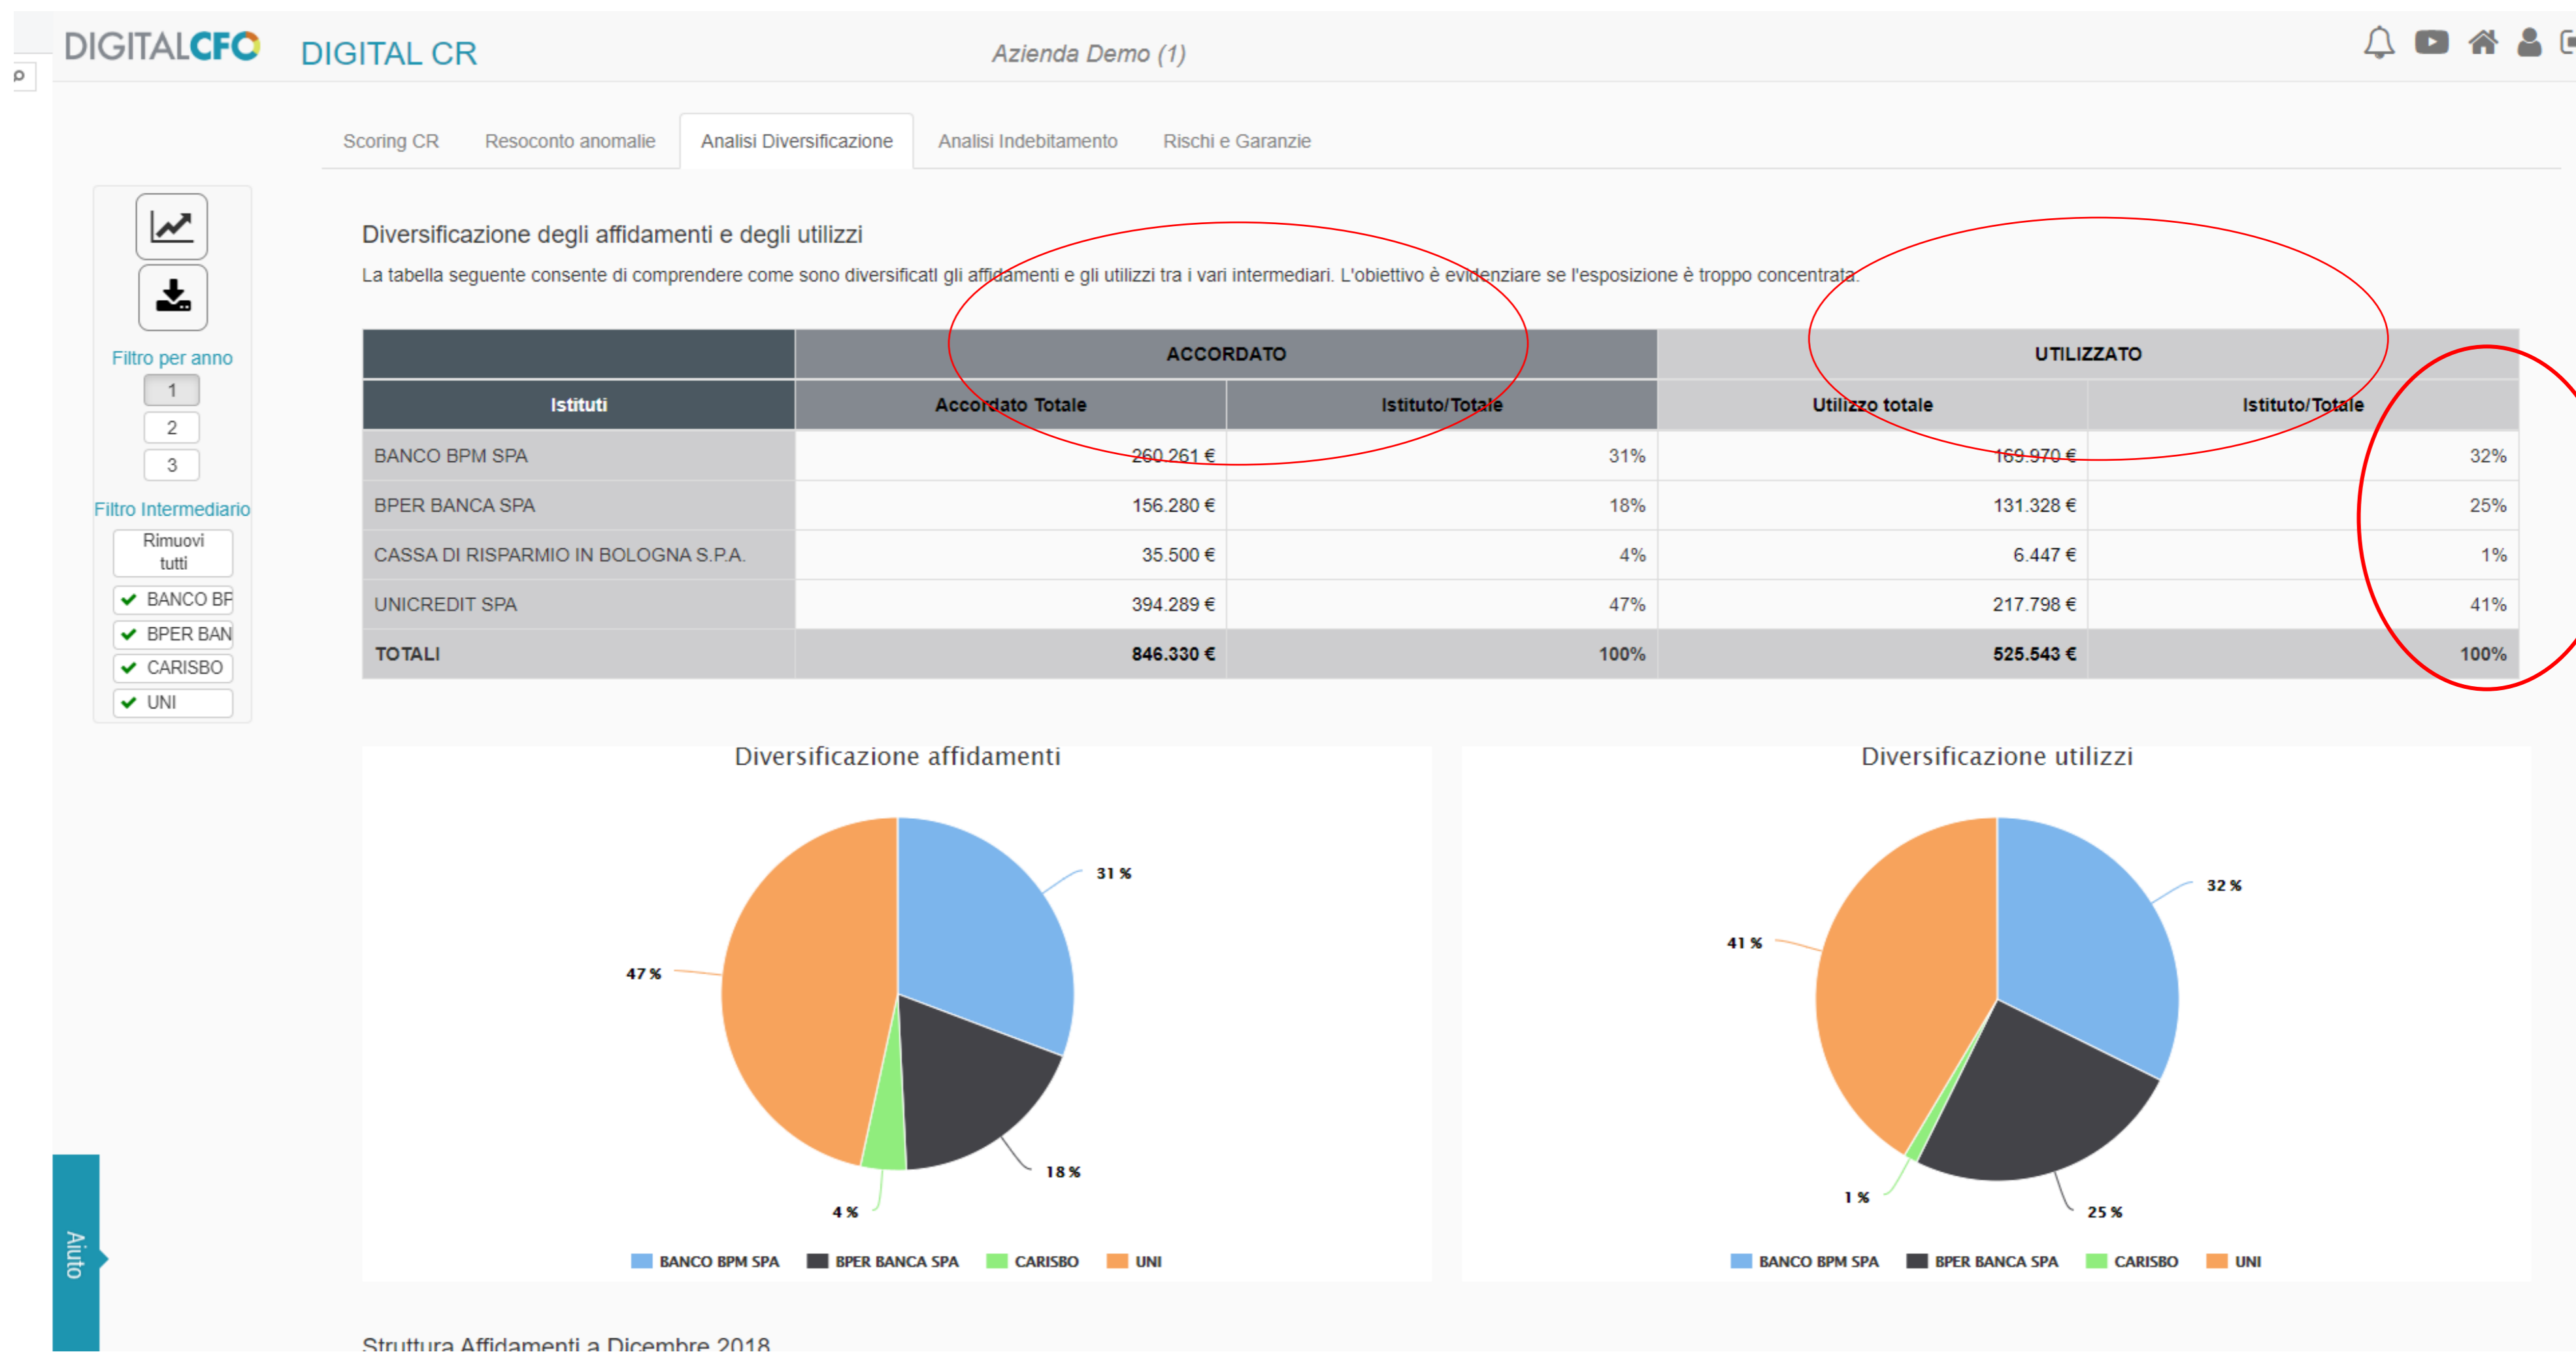 DIGITALCFO DIGITAL CR Azienda Demo (1)
Scoring CR Resoconto anomalie Analisi Diversificazione Analisi Indebitamento Rischi e Garanzie
Filtro per anno
1
2
3
Filtro Intermediario
Rimuovi
tutti
BANCO BP
BPER BAN
CARISBO
UNI
Diversificazione degli affidamenti e degli utilizzi
La tabella seguente consente di comprendere come sono diversificatI gli affidamenti e gli utilizzi tra i vari intermediari. L'obiettivo è evidenziare se l'esposizione è troppo concentrata.
ACCORDATO UTILIZZATO
Istituti Accordato Totale Istituto/Totale Utilizzo totale Istituto/Totale
BANCO BPM SPA 260.261 € 31% 169.970 € 32%
BPER BANCA SPA 156.280 € 18% 131.328 € 25%
CASSA DI RISPARMIO IN BOLOGNA S.P.A. 35.500 € 4% 6.447 € 1%
UNICREDIT SPA 394.289 € 47% 217.798 € 41%
TOTALI 846.330 € 100% 525.543 € 100%
Diversificazione affidamenti
31 %
47 %
18 %
4 %
BANCO BPM SPA BPER BANCA SPA CARISBO UNI
Diversificazione utilizzi
32 %
41 %
1 %
25 %
BANCO BPM SPA BPER BANCA SPA CARISBO UNI
Aiuto
Struttura Affidamenti a Dicembre 2018